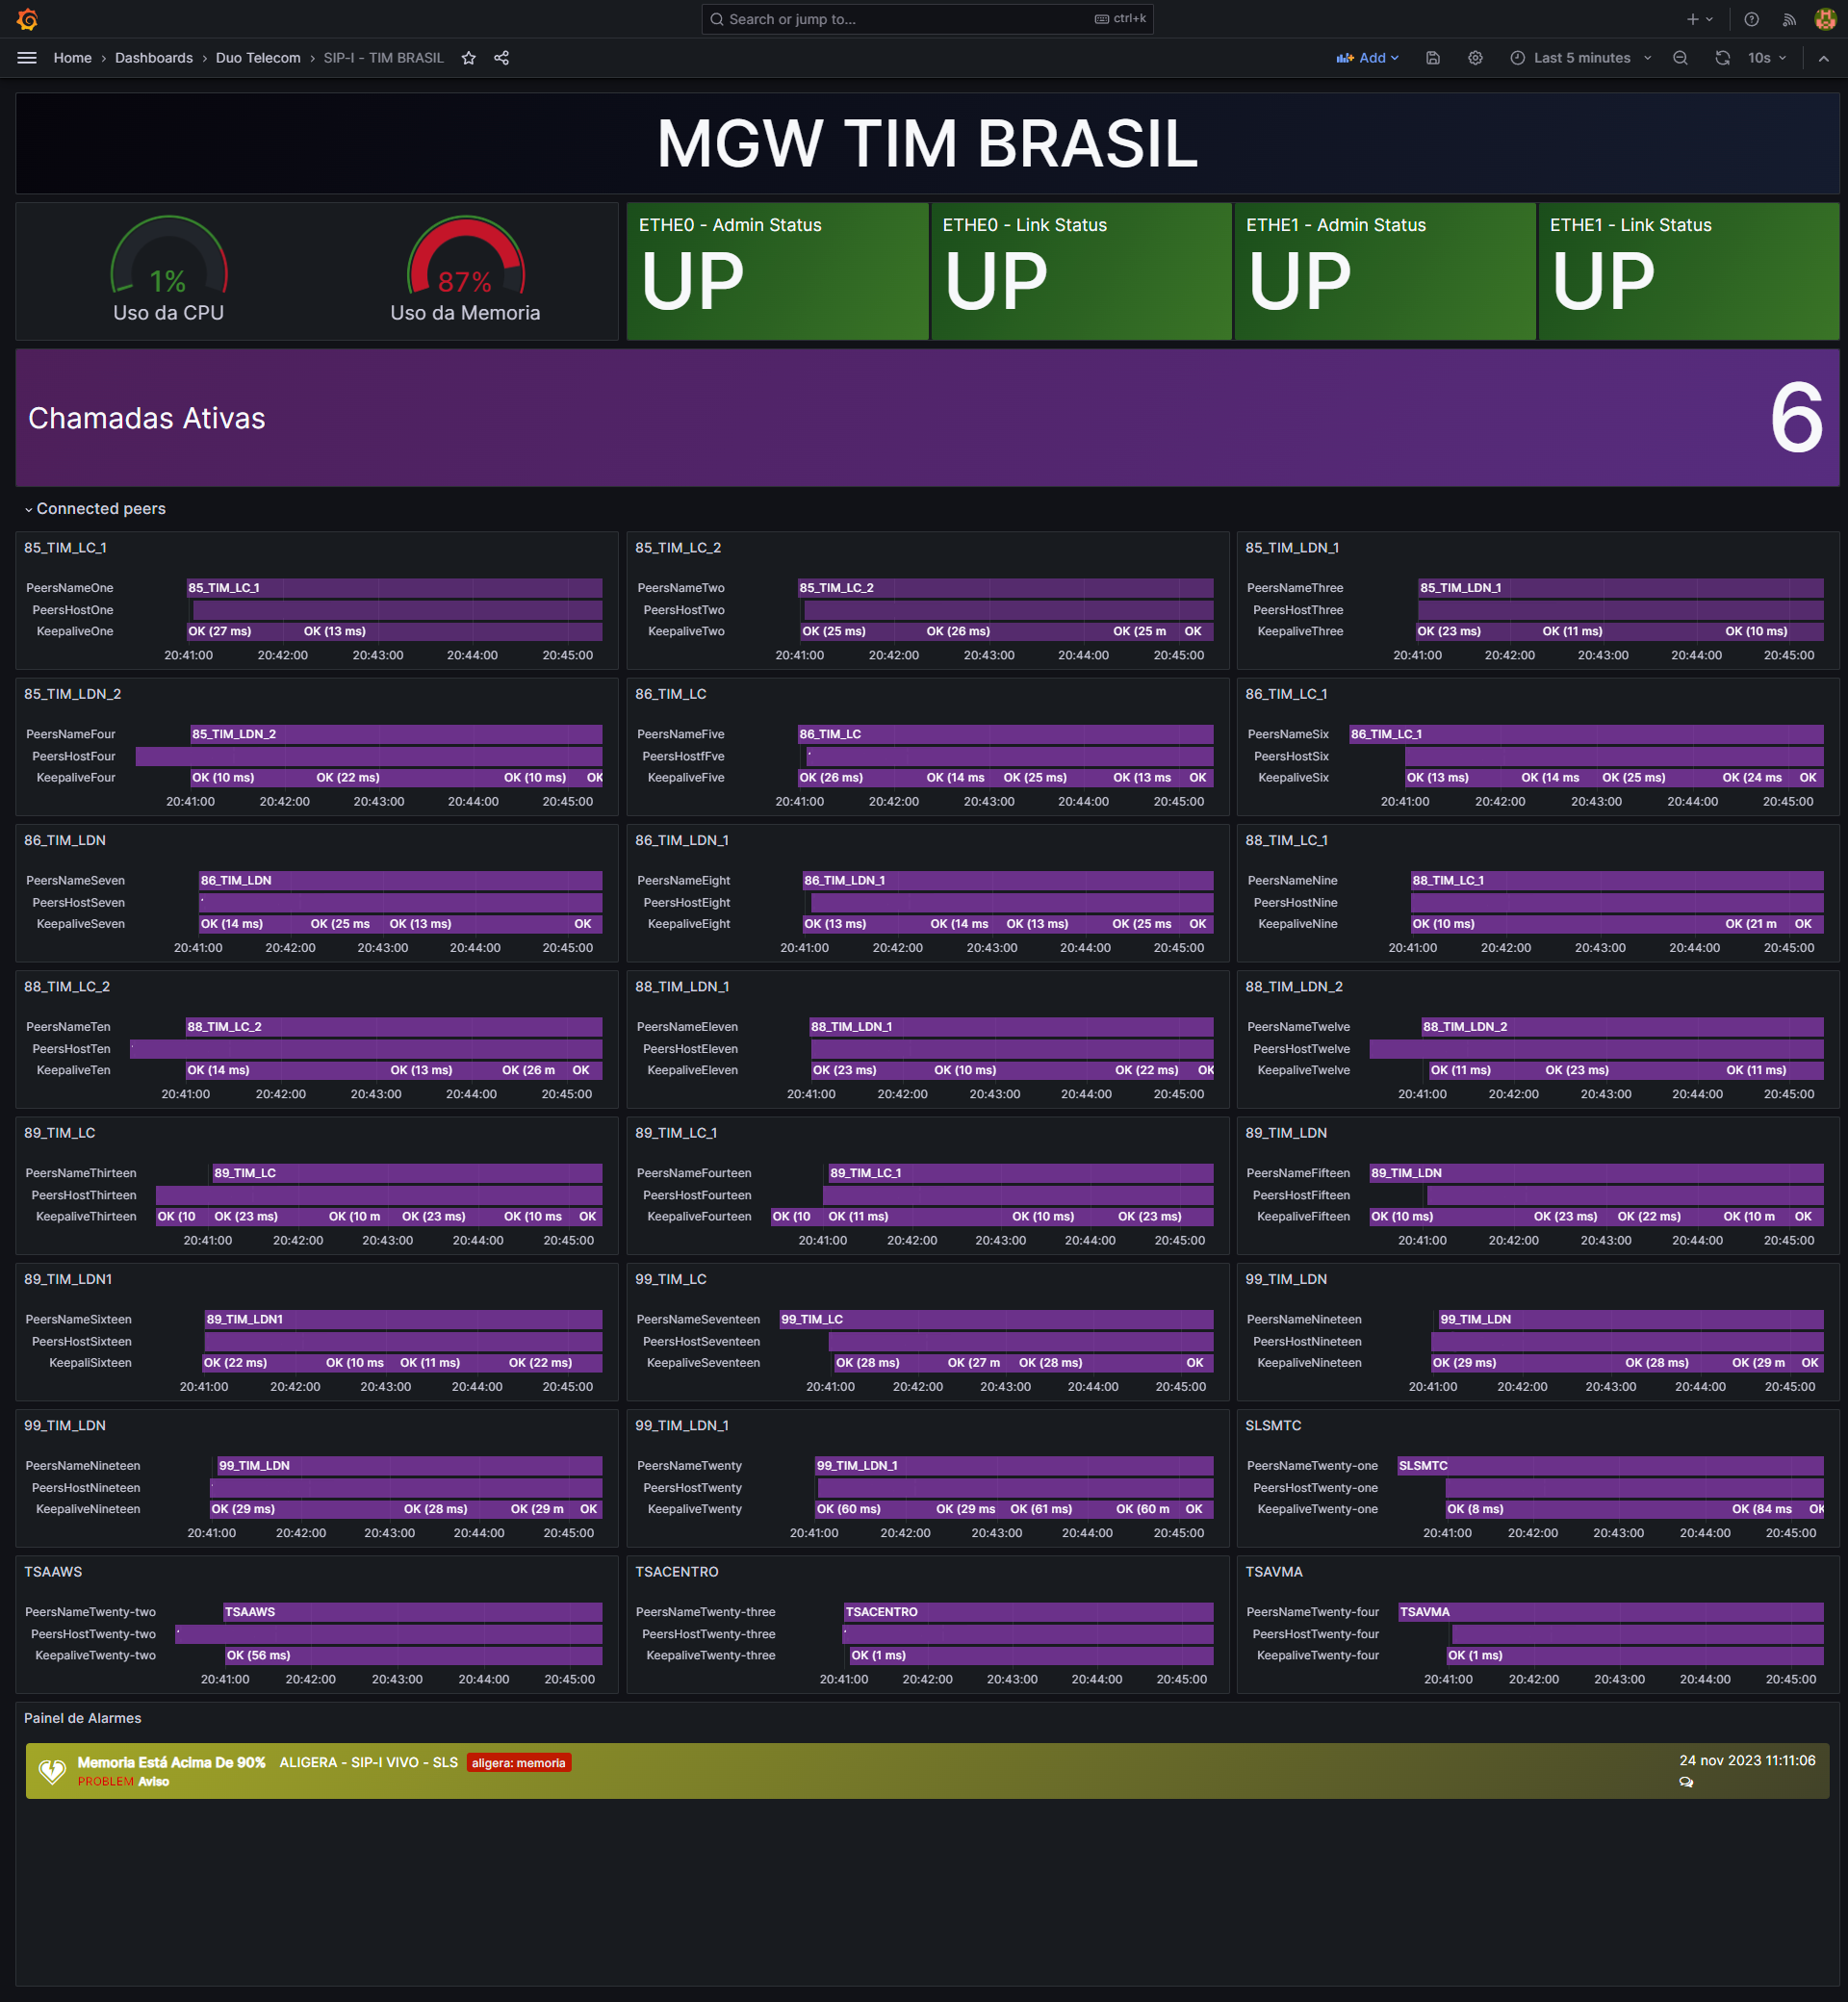 Search or jump to...
ctrl+k
Home › Dashboards › Duo Telecom › SIP-I - TIM BRASIL
Add
Last 5 minutes
10s
MGW TIM BRASIL
1%
Uso da CPU
87%
Uso da Memoria
ETHE0 - Admin Status
UP
ETHE0 - Link Status
UP
ETHE1 - Admin Status
UP
ETHE1 - Link Status
UP
Chamadas Ativas
6
Connected peers
85_TIM_LC_1
PeersNameOne 85_TIM_LC_1
PeersHostOne
KeepaliveOne OK (27 ms) OK (13 ms)
20:41:00 20:42:00 20:43:00 20:44:00 20:45:00
85_TIM_LC_2
PeersNameTwo 85_TIM_LC_2
PeersHostTwo
KeepaliveTwo OK (25 ms) OK (26 ms) OK (25 m OK
20:41:00 20:42:00 20:43:00 20:44:00 20:45:00
85_TIM_LDN_1
PeersNameThree 85_TIM_LDN_1
PeersHostThree
KeepaliveThree OK (23 ms) OK (11 ms) OK (10 ms)
20:41:00 20:42:00 20:43:00 20:44:00 20:45:00
85_TIM_LDN_2
PeersNameFour 85_TIM_LDN_2
PeersHostFour
KeepaliveFour OK (10 ms) OK (22 ms) OK (10 ms) OK
20:41:00 20:42:00 20:43:00 20:44:00 20:45:00
86_TIM_LC
PeersNameFive 86_TIM_LC
PeersHostfFve
KeepaliveFive OK (26 ms) OK (14 ms OK (25 ms) OK (13 ms OK
20:41:00 20:42:00 20:43:00 20:44:00 20:45:00
86_TIM_LC_1
PeersNameSix 86_TIM_LC_1
PeersHostSix
KeepaliveSix OK (13 ms) OK (14 ms OK (25 ms) OK (24 ms OK
20:41:00 20:42:00 20:43:00 20:44:00 20:45:00
86_TIM_LDN
PeersNameSeven 86_TIM_LDN
PeersHostSeven
KeepaliveSeven OK (14 ms) OK (25 ms OK (13 ms) OK
20:41:00 20:42:00 20:43:00 20:44:00 20:45:00
86_TIM_LDN_1
PeersNameEight 86_TIM_LDN_1
PeersHostEight
KeepaliveEight OK (13 ms) OK (14 ms OK (13 ms) OK (25 ms OK
20:41:00 20:42:00 20:43:00 20:44:00 20:45:00
88_TIM_LC_1
PeersNameNine 88_TIM_LC_1
PeersHostNine
KeepaliveNine OK (10 ms) OK (21 m OK
20:41:00 20:42:00 20:43:00 20:44:00 20:45:00
88_TIM_LC_2
PeersNameTen 88_TIM_LC_2
PeersHostTen
KeepaliveTen OK (14 ms) OK (13 ms) OK (26 m OK
20:41:00 20:42:00 20:43:00 20:44:00 20:45:00
88_TIM_LDN_1
PeersNameEleven 88_TIM_LDN_1
PeersHostEleven
KeepaliveEleven OK (23 ms) OK (10 ms) OK (22 ms) OK
20:41:00 20:42:00 20:43:00 20:44:00 20:45:00
88_TIM_LDN_2
PeersNameTwelve 88_TIM_LDN_2
PeersHostTwelve
KeepaliveTwelve OK (11 ms) OK (23 ms) OK (11 ms)
20:41:00 20:42:00 20:43:00 20:44:00 20:45:00
89_TIM_LC
PeersNameThirteen 89_TIM_LC
PeersHostThirteen
KeepaliveThirteen OK (10 OK (23 ms) OK (10 m OK (23 ms) OK (10 ms OK
20:41:00 20:42:00 20:43:00 20:44:00 20:45:00
89_TIM_LC_1
PeersNameFourteen 89_TIM_LC_1
PeersHostFourteen
KeepaliveFourteen OK (10 OK (11 ms) OK (10 ms) OK (23 ms)
20:41:00 20:42:00 20:43:00 20:44:00 20:45:00
89_TIM_LDN
PeersNameFifteen 89_TIM_LDN
PeersHostFifteen
KeepaliveFifteen OK (10 ms) OK (23 ms) OK (22 ms) OK (10 m OK
20:41:00 20:42:00 20:43:00 20:44:00 20:45:00
89_TIM_LDN1
PeersNameSixteen 89_TIM_LDN1
PeersHostSixteen
KeepaliSixteen OK (22 ms) OK (10 ms OK (11 ms) OK (22 ms)
20:41:00 20:42:00 20:43:00 20:44:00 20:45:00
99_TIM_LC
PeersNameSeventeen 99_TIM_LC
PeersHostSeventeen
KeepaliveSeventeen OK (28 ms) OK (27 m OK (28 ms) OK
20:41:00 20:42:00 20:43:00 20:44:00 20:45:00
99_TIM_LDN
PeersNameNineteen 99_TIM_LDN
PeersHostNineteen
KeepaliveNineteen OK (29 ms) OK (28 ms) OK (29 m OK
20:41:00 20:42:00 20:43:00 20:44:00 20:45:00
99_TIM_LDN
PeersNameNineteen 99_TIM_LDN
PeersHostNineteen
KeepaliveNineteen OK (29 ms) OK (28 ms) OK (29 m OK
20:41:00 20:42:00 20:43:00 20:44:00 20:45:00
99_TIM_LDN_1
PeersNameTwenty 99_TIM_LDN_1
PeersHostTwenty
KeepaliveTwenty OK (60 ms) OK (29 ms OK (61 ms) OK (60 m OK
20:41:00 20:42:00 20:43:00 20:44:00 20:45:00
SLSMTC
PeersNameTwenty-one SLSMTC
PeersHostTwenty-one
KeepaliveTwenty-one OK (8 ms) OK (84 ms OK
20:41:00 20:42:00 20:43:00 20:44:00 20:45:00
TSAAWS
PeersNameTwenty-two TSAAWS
PeersHostTwenty-two
KeepaliveTwenty-two OK (56 ms)
20:41:00 20:42:00 20:43:00 20:44:00 20:45:00
TSACENTRO
PeersNameTwenty-three TSACENTRO
PeersHostTwenty-three
KeepaliveTwenty-three OK (1 ms)
20:41:00 20:42:00 20:43:00 20:44:00 20:45:00
TSAVMA
PeersNameTwenty-four TSAVMA
PeersHostTwenty-four
KeepaliveTwenty-four OK (1 ms)
20:41:00 20:42:00 20:43:00 20:44:00 20:45:00
Painel de Alarmes
Memoria Está Acima De 90% ALIGERA - SIP-I VIVO - SLS aligera: memoria
PROBLEM Aviso
24 nov 2023 11:11:06